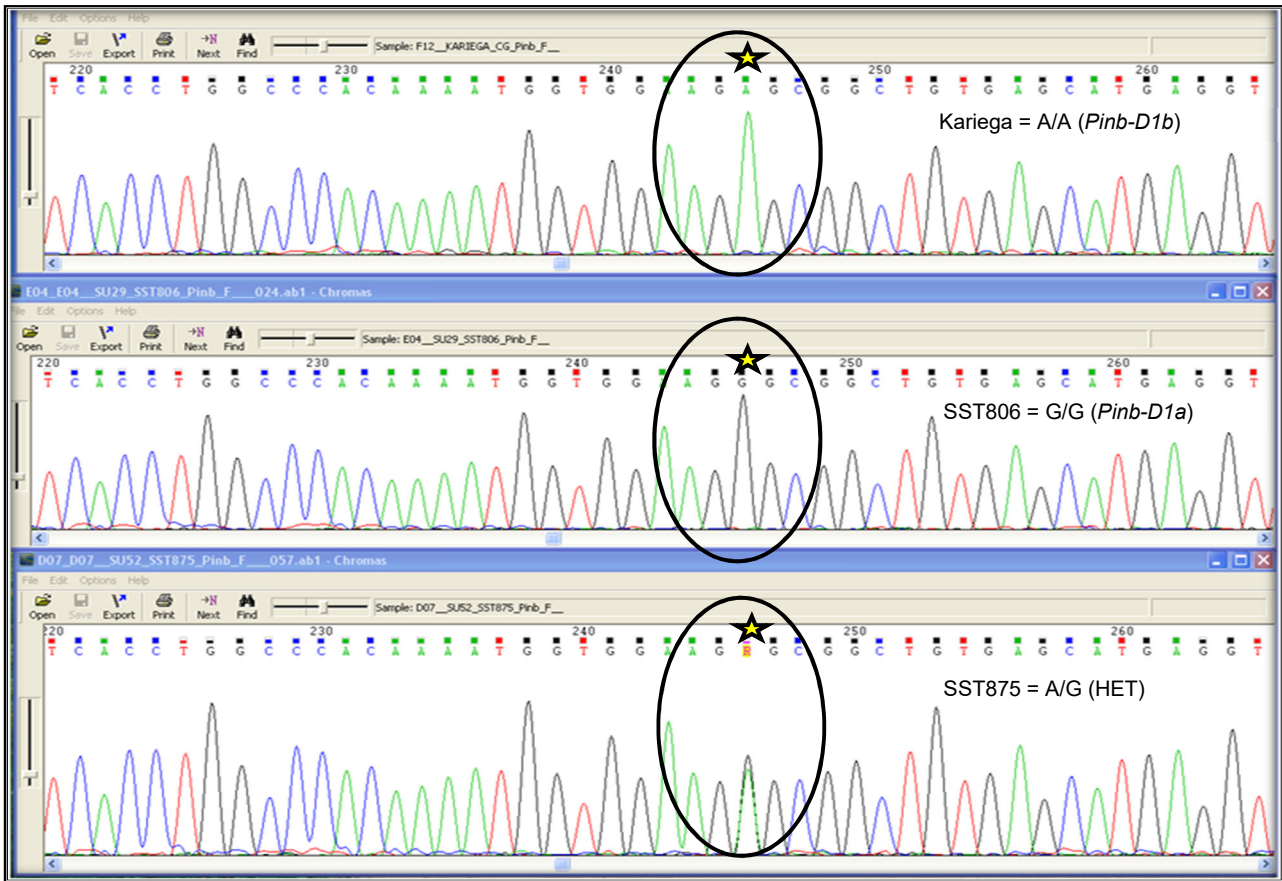 File Edit Options Help
Open Save Export Print Next Find Sample: F12__KARIEGA_CG_Pinb_F__
220 230 240 250 260
T C A C C T G G C C C A C A A A A T G G T G G A A G A G C G G C T G T G A G C A T G A G G T
Kariega = A/A (Pinb-D1b)
E04_E04__SU29_SST806_Pinb_F___024.ab1 - Chromas
File Edit Options Help
Open Save Export Print Next Find Sample: E04__SU29_SST806_Pinb_F__
220 230 240 250 260
T C A C C T G G C C C A C A A A A T G G T G G A A G G G C G G C T G T G A G C A T G A G G T
SST806 = G/G (Pinb-D1a)
D07_D07__SU52_SST875_Pinb_F___057.ab1 - Chromas
File Edit Options Help
Open Save Export Print Next Find Sample: D07__SU52_SST875_Pinb_F__
220 230 240 250 260
T C A C C T G G C C C A C A A A A T G G T G G A A G R G C G G C T G T G A G C A T G A G G T
SST875 = A/G (HET)